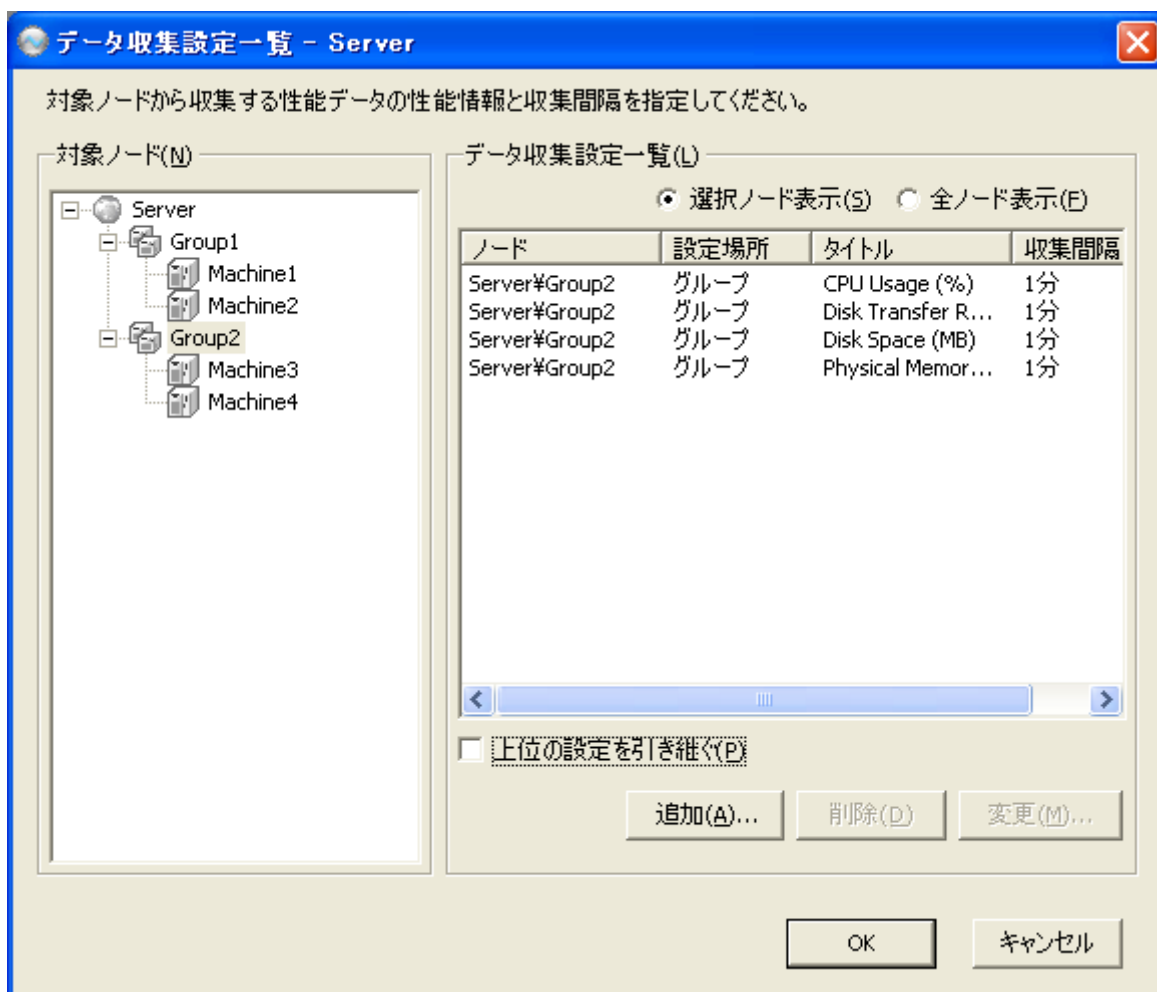 データ収集設定一覧 - Server
対象ノードから収集する性能データの性能情報と収集間隔を指定してください。
対象ノード(N)
Server
Group1
Machine1
Machine2
Group2
Machine3
Machine4
データ収集設定一覧(L)
選択ノード表示(S) 全ノード表示(F)
ノード 設定場所 タイトル 収集間隔
Server¥Group2 グループ CPU Usage (%) 1分
Server¥Group2 グループ Disk Transfer R... 1分
Server¥Group2 グループ Disk Space (MB) 1分
Server¥Group2 グループ Physical Memor... 1分
上位の設定を引き継ぐ(P)
追加(A)... 削除(D) 変更(M)...
OK キャンセル